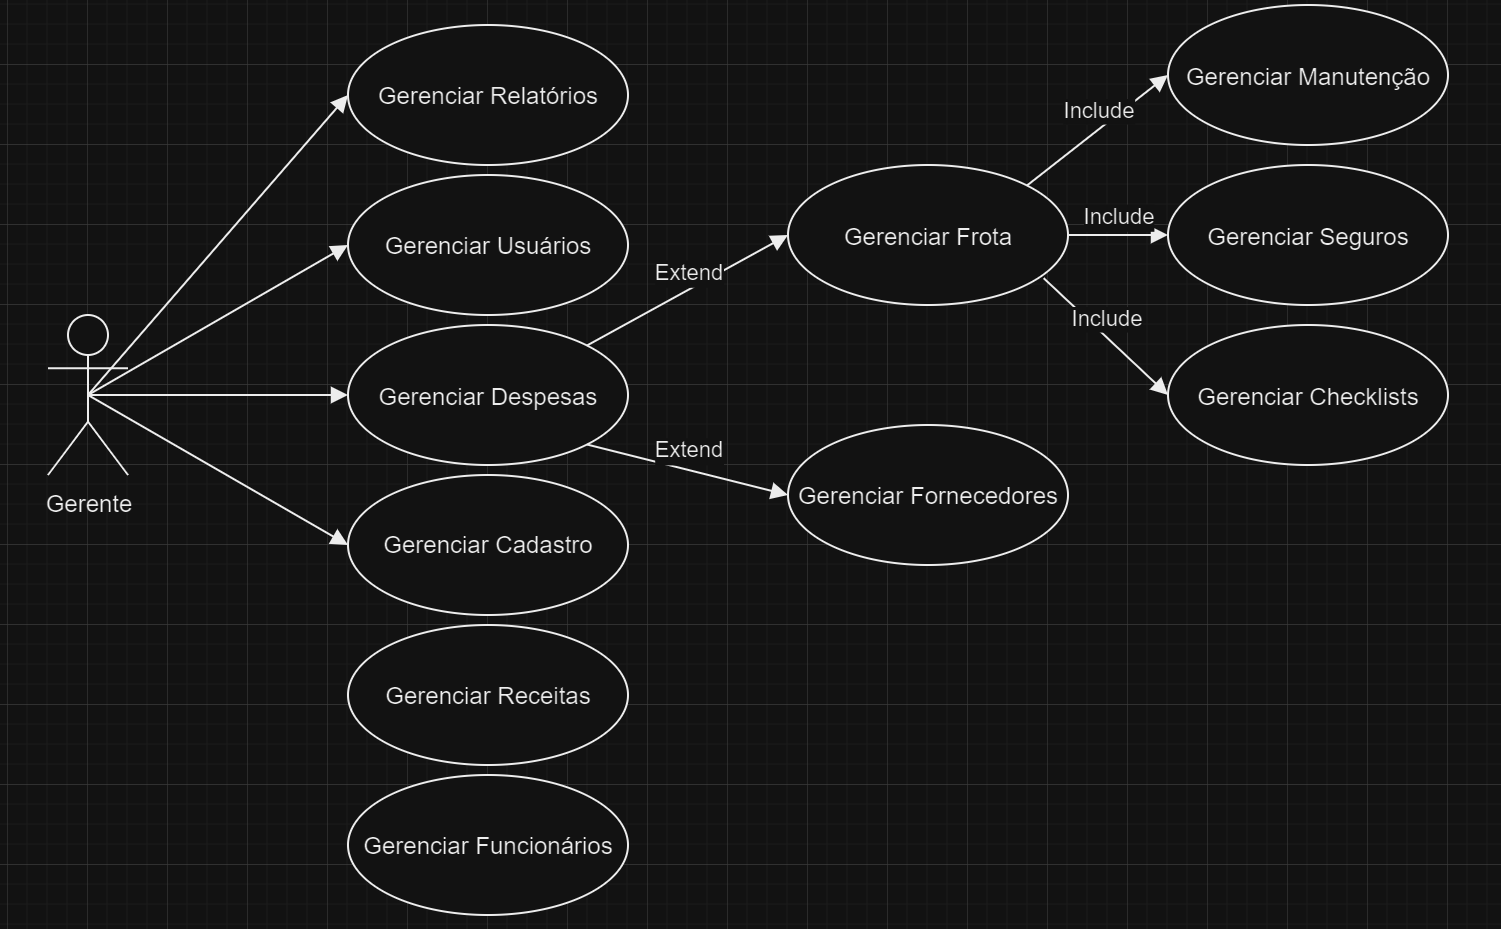 Gerenciar Relatórios
Gerenciar Usuários
Gerenciar Despesas
Gerenciar Cadastro
Gerenciar Receitas
Gerenciar Funcionários
Gerente
Extend
Extend
Gerenciar Frota
Gerenciar Fornecedores
Include
Include
Include
Gerenciar Manutenção
Gerenciar Seguros
Gerenciar Checklists